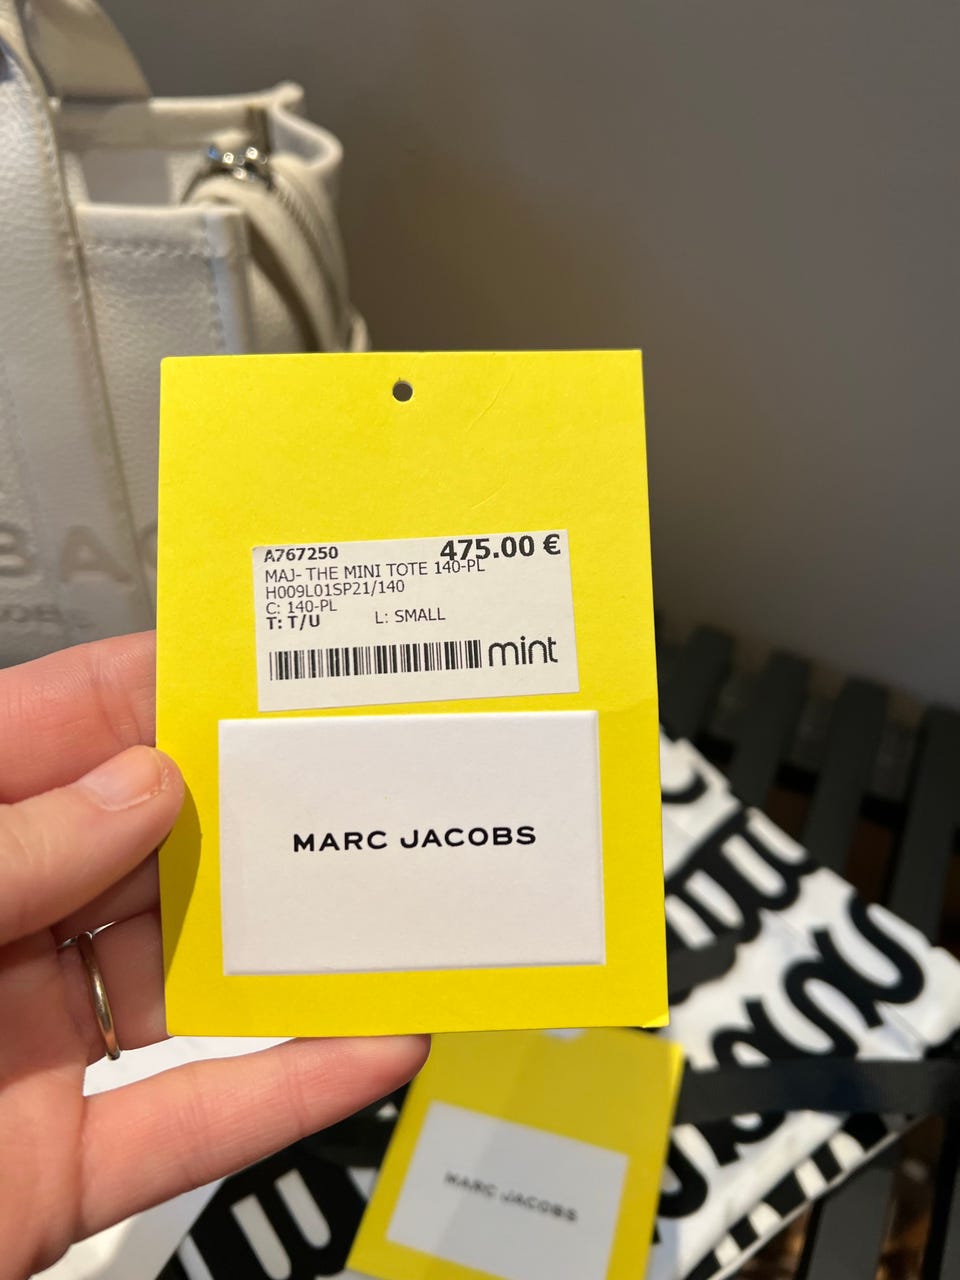 BAG
A767250 475.00 €
MAJ- THE MINI TOTE 140-PL
H009L01SP21/140
C: 140-PL
T: T/U L: SMALL
mint
MARC JACOBS
MARC JACOBS